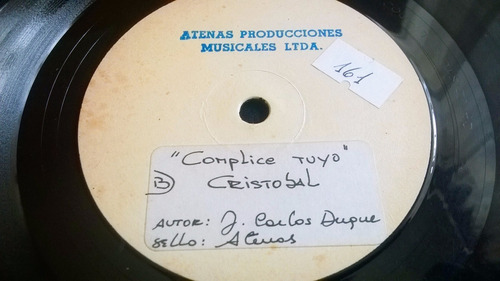 ATENAS PRODUCCIONES
MUSICALES LTDA.
161
"Complice TUYO"
B CRISTOBAL
AUTOR: J. Carlos Duque
sello: Atenas